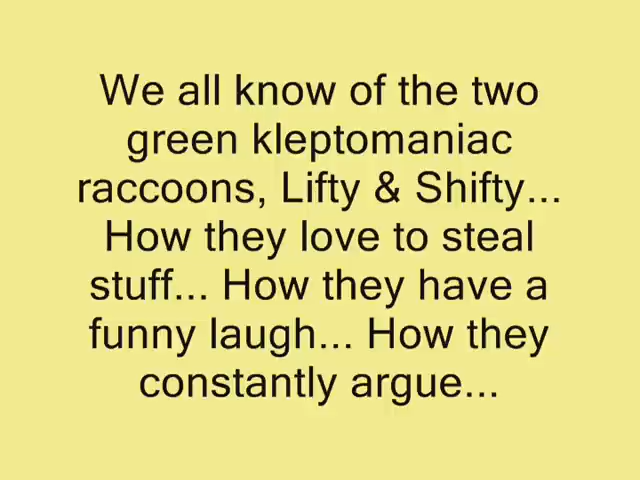 We all know of the two
green kleptomaniac
raccoons, Lifty & Shifty...
How they love to steal
stuff... How they have a
funny laugh... How they
constantly argue...